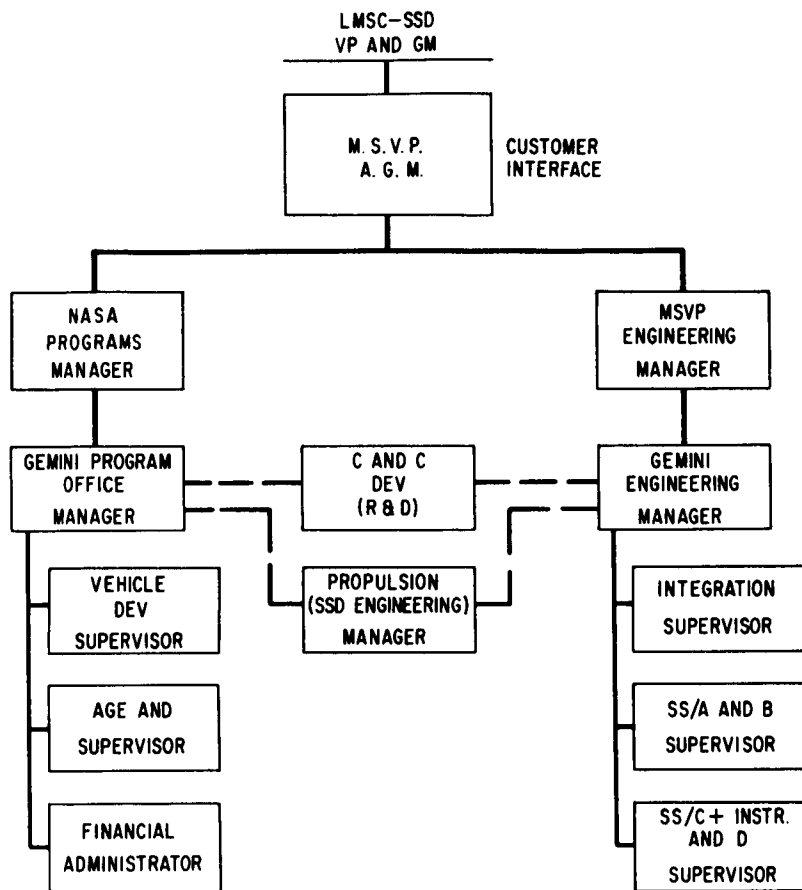 LMSC-SSD
VP AND GM
M. S. V. P.
A. G. M.
CUSTOMER
INTERFACE
NASA
PROGRAMS
MANAGER
MSVP
ENGINEERING
MANAGER
GEMINI PROGRAM
OFFICE
MANAGER
C AND C
DEV
(R & D)
GEMINI
ENGINEERING
MANAGER
PROPULSION
(SSD ENGINEERING)
MANAGER
VEHICLE
DEV
SUPERVISOR
INTEGRATION
SUPERVISOR
AGE AND
SUPERVISOR
SS/A AND B
SUPERVISOR
FINANCIAL
ADMINISTRATOR
SS/C + INSTR.
AND D
SUPERVISOR